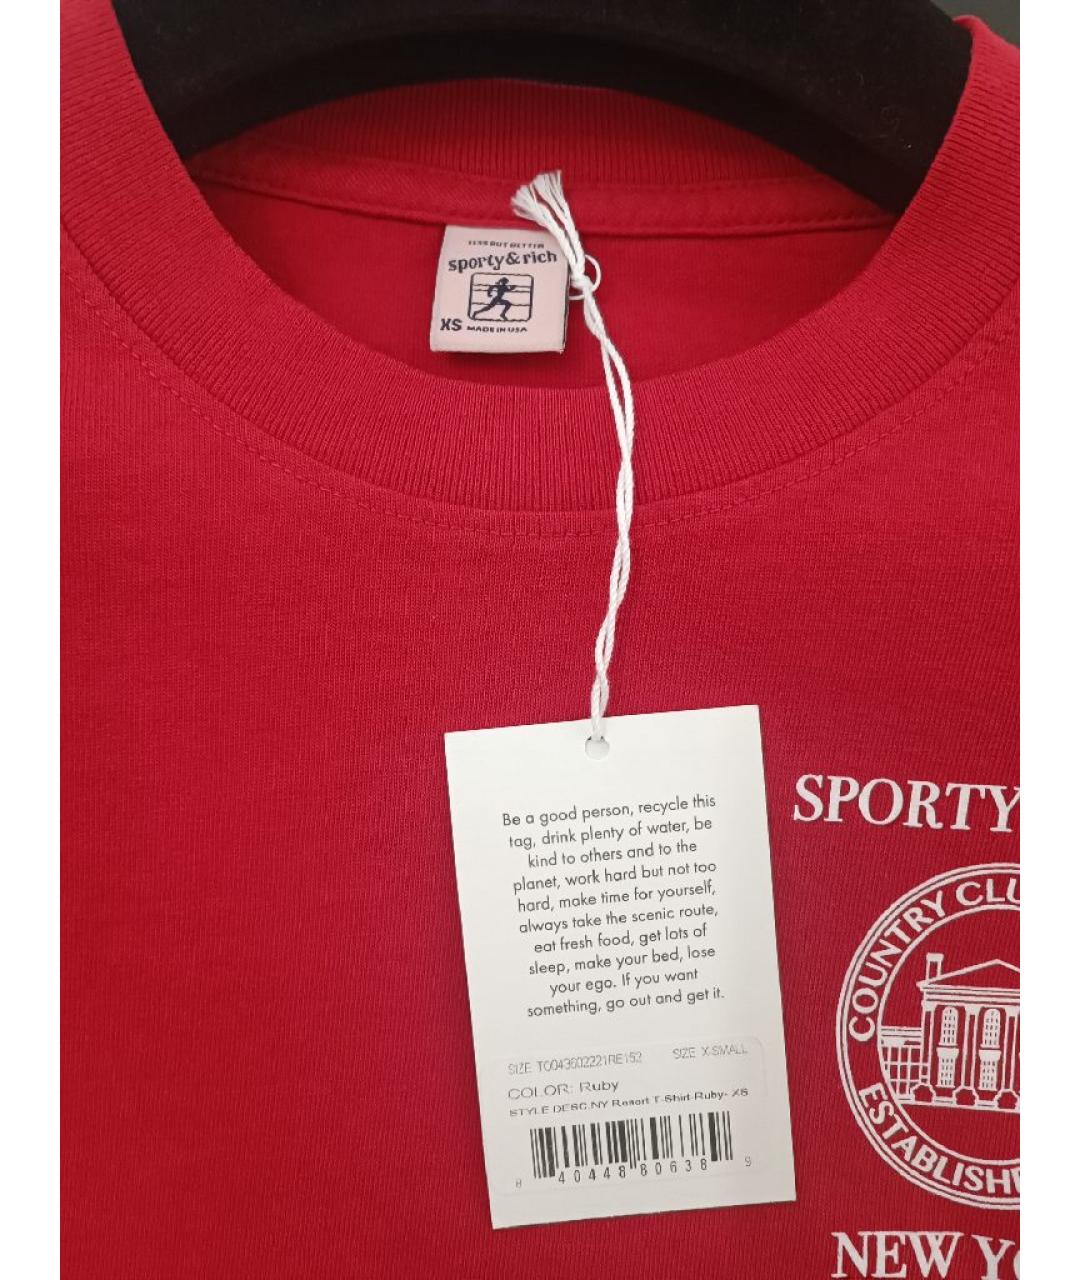 LESS BUT BETTER
sporty & rich
XS MADE IN USA
Be a good person, recycle this
tag, drink plenty of water, be
kind to others and to the
planet, work hard but not too
hard, make time for yourself,
always take the scenic route,
eat fresh food, get lots of
sleep, make your bed, lose
your ego. If you want
something, go out and get it.
SIZE X-SMALL
COLOR: Ruby
STYLE DESC:NY Resort T-Shirt-Ruby- XS
8 40448 80638 9
SPORTY
COUNTRY CLU
ESTABLISHE
NEW YO